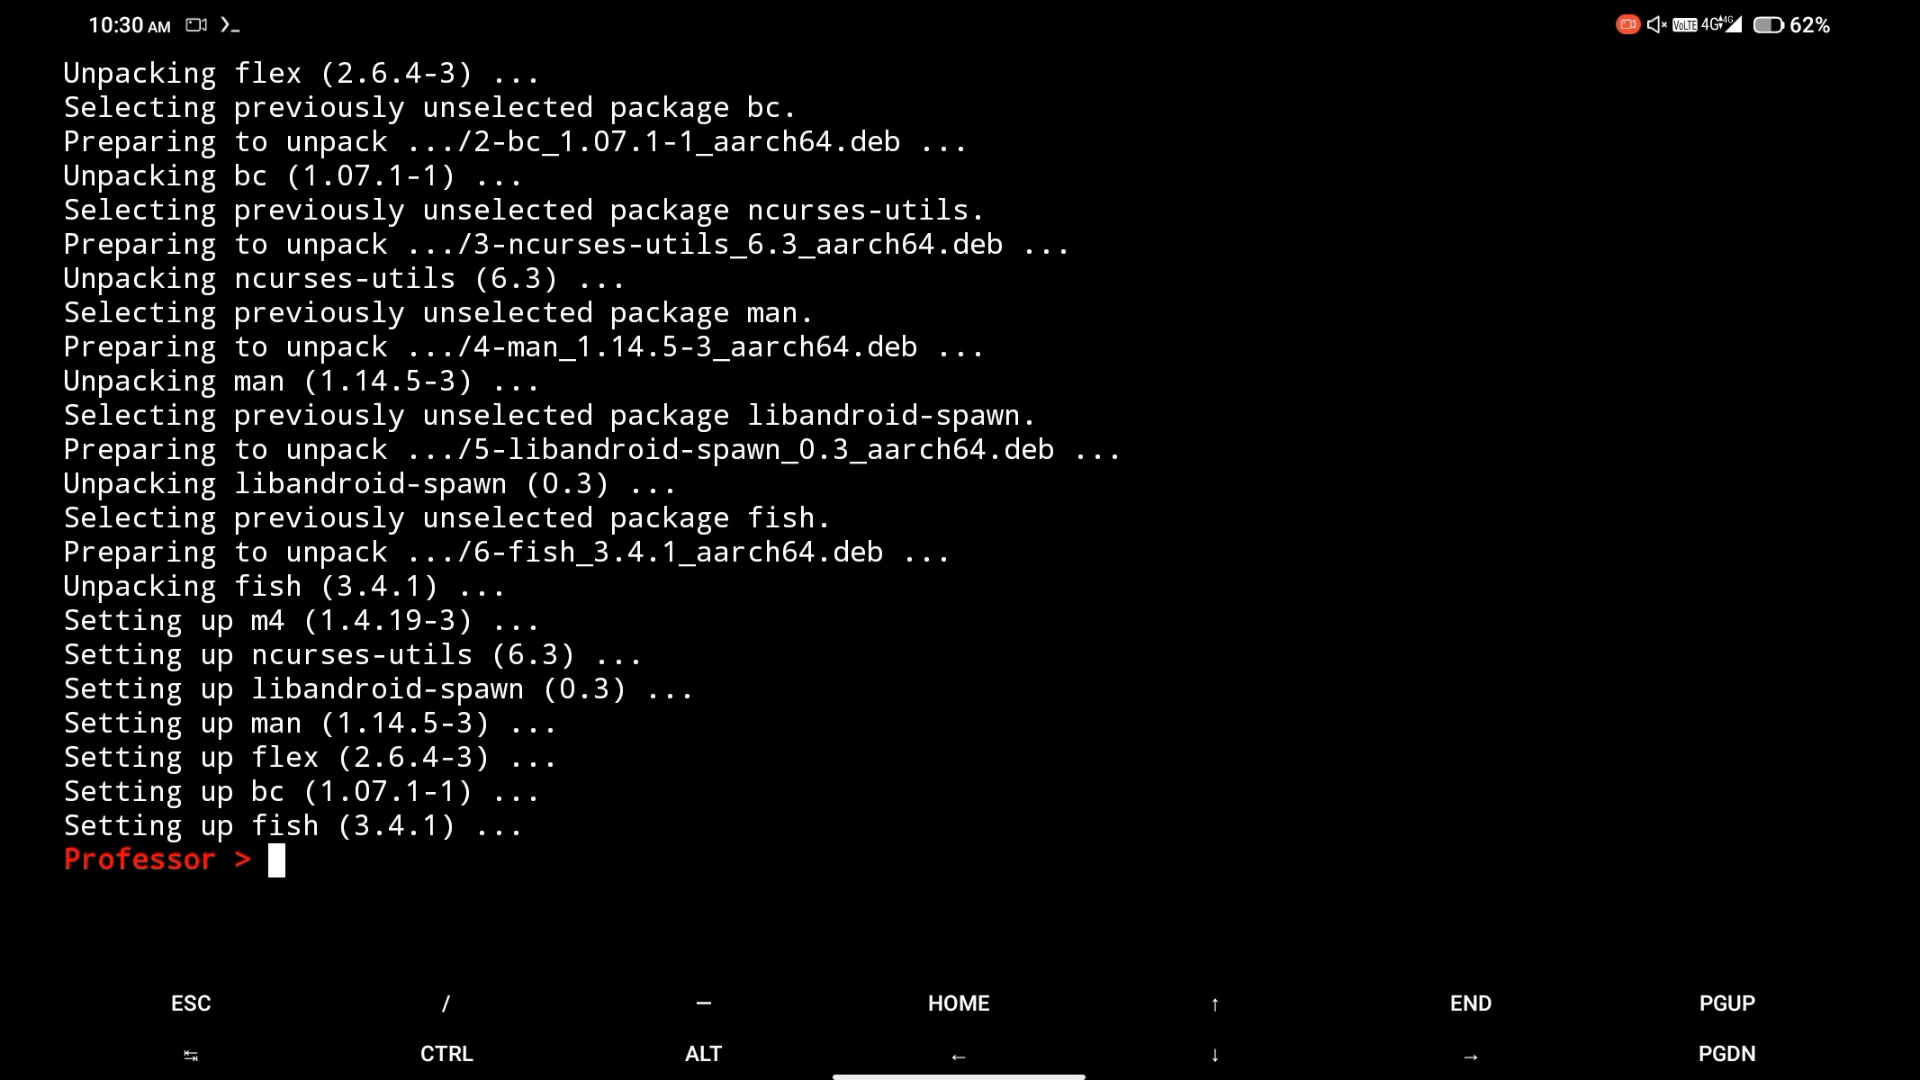 10:30 AM
VoLTE 4G 4G 62%
Unpacking flex (2.6.4-3) ...
Selecting previously unselected package bc.
Preparing to unpack .../2-bc_1.07.1-1_aarch64.deb ...
Unpacking bc (1.07.1-1) ...
Selecting previously unselected package ncurses-utils.
Preparing to unpack .../3-ncurses-utils_6.3_aarch64.deb ...
Unpacking ncurses-utils (6.3) ...
Selecting previously unselected package man.
Preparing to unpack .../4-man_1.14.5-3_aarch64.deb ...
Unpacking man (1.14.5-3) ...
Selecting previously unselected package libandroid-spawn.
Preparing to unpack .../5-libandroid-spawn_0.3_aarch64.deb ...
Unpacking libandroid-spawn (0.3) ...
Selecting previously unselected package fish.
Preparing to unpack .../6-fish_3.4.1_aarch64.deb ...
Unpacking fish (3.4.1) ...
Setting up m4 (1.4.19-3) ...
Setting up ncurses-utils (6.3) ...
Setting up libandroid-spawn (0.3) ...
Setting up man (1.14.5-3) ...
Setting up flex (2.6.4-3) ...
Setting up bc (1.07.1-1) ...
Setting up fish (3.4.1) ...
Professor >
ESC / — HOME ↑ END PGUP
↹ CTRL ALT ← ↓ → PGDN